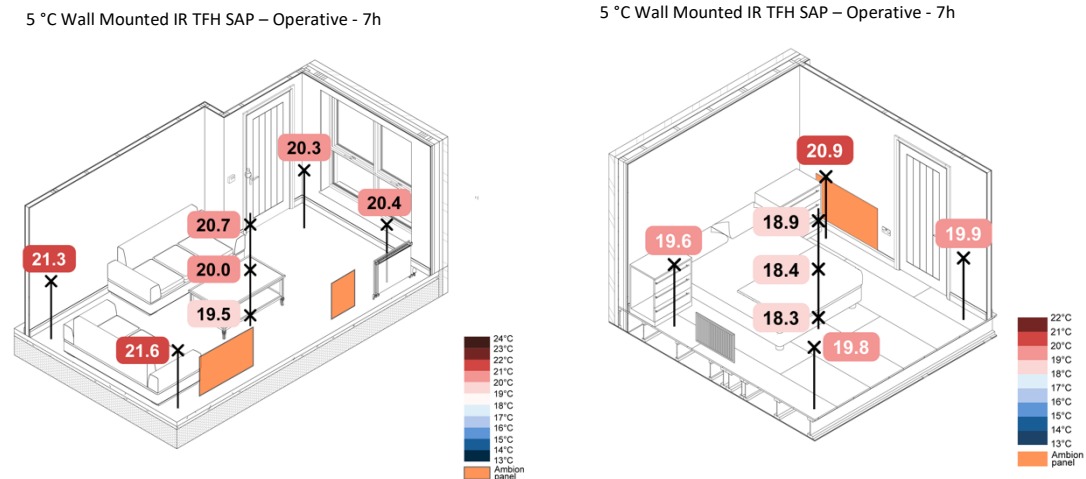 5 °C Wall Mounted IR TFH SAP – Operative - 7h
20.3
20.4
20.7
21.3
20.0
19.5
21.6
24°C
23°C
22°C
21°C
20°C
19°C
18°C
17°C
16°C
15°C
14°C
13°C
Ambion
panel
5 °C Wall Mounted IR TFH SAP – Operative - 7h
20.9
18.9
19.6
19.9
18.4
18.3
19.8
22°C
21°C
20°C
19°C
18°C
17°C
16°C
15°C
14°C
13°C
Ambion
panel